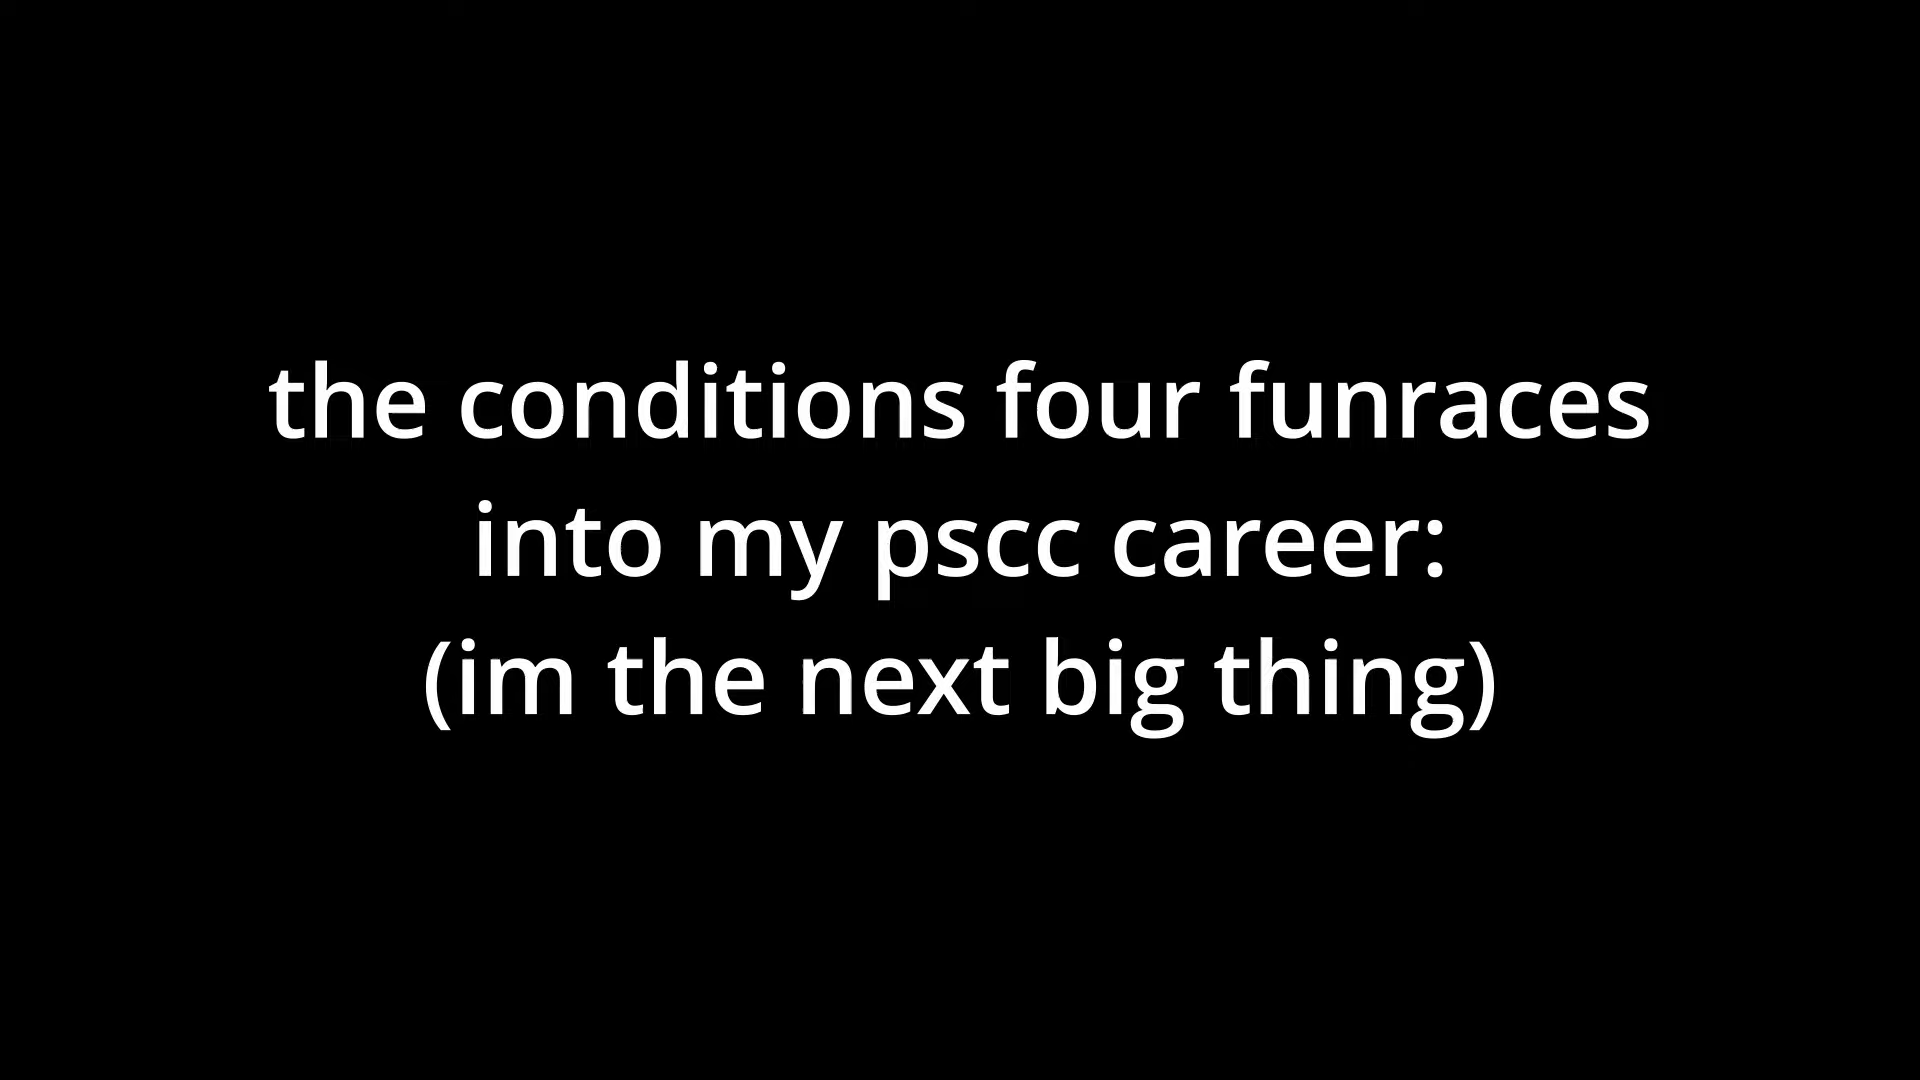 the conditions four funraces
into my pscc career:
(im the next big thing)